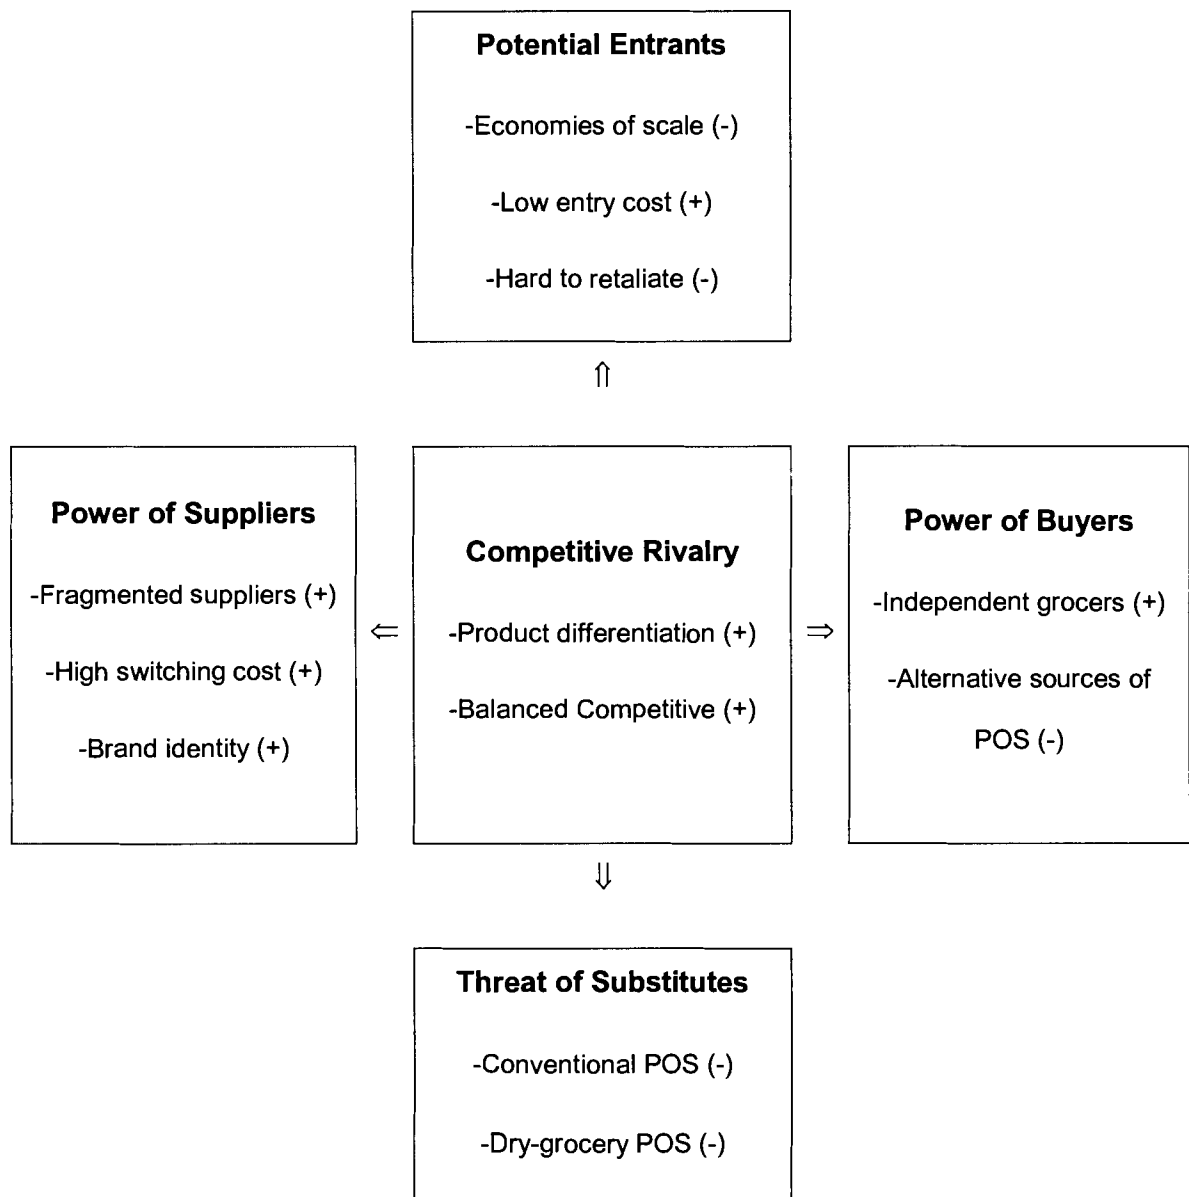 Potential Entrants
-Economies of scale (-)
-Low entry cost (+)
-Hard to retaliate (-)
⇑
Power of Suppliers
-Fragmented suppliers (+)
-High switching cost (+)
-Brand identity (+)
⇐
Competitive Rivalry
-Product differentiation (+)
-Balanced Competitive (+)
⇒
Power of Buyers
-Independent grocers (+)
-Alternative sources of
POS (-)
⇓
Threat of Substitutes
-Conventional POS (-)
-Dry-grocery POS (-)